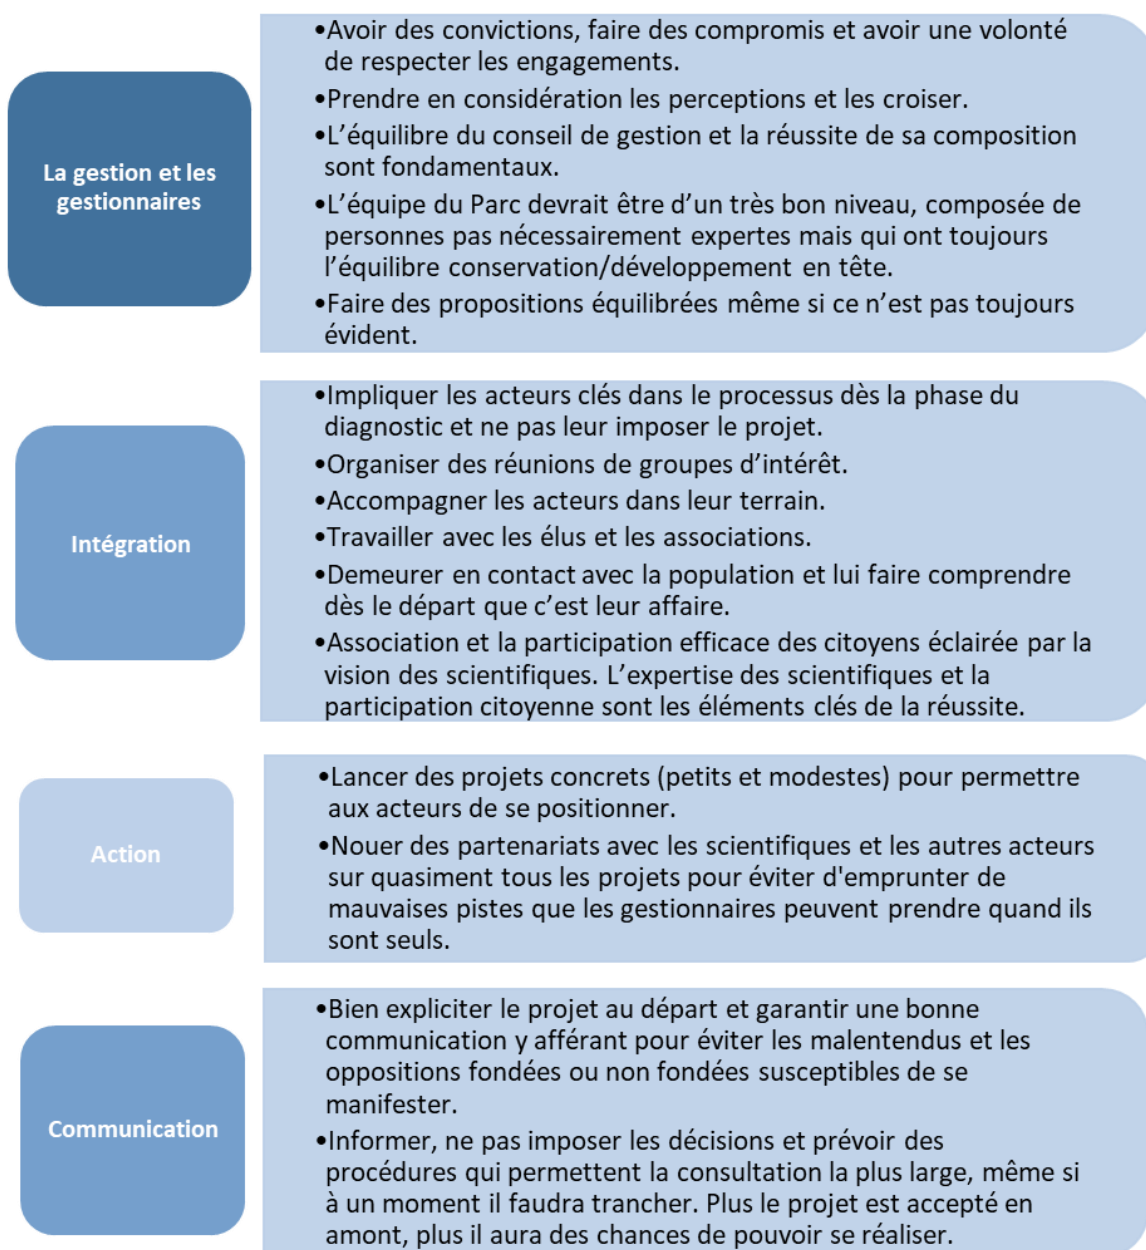 La gestion et les
gestionnaires
•Avoir des convictions, faire des compromis et avoir une volonté
de respecter les engagements.
•Prendre en considération les perceptions et les croiser.
•L’équilibre du conseil de gestion et la réussite de sa composition
sont fondamentaux.
•L’équipe du Parc devrait être d’un très bon niveau, composée de
personnes pas nécessairement expertes mais qui ont toujours
l’équilibre conservation/développement en tête.
•Faire des propositions équilibrées même si ce n’est pas toujours
évident.
Intégration
•Impliquer les acteurs clés dans le processus dès la phase du
diagnostic et ne pas leur imposer le projet.
•Organiser des réunions de groupes d’intérêt.
•Accompagner les acteurs dans leur terrain.
•Travailler avec les élus et les associations.
•Demeurer en contact avec la population et lui faire comprendre
dès le départ que c’est leur affaire.
•Association et la participation efficace des citoyens éclairée par la
vision des scientifiques. L’expertise des scientifiques et la
participation citoyenne sont les éléments clés de la réussite.
Action
•Lancer des projets concrets (petits et modestes) pour permettre
aux acteurs de se positionner.
•Nouer des partenariats avec les scientifiques et les autres acteurs
sur quasiment tous les projets pour éviter d'emprunter de
mauvaises pistes que les gestionnaires peuvent prendre quand ils
sont seuls.
Communication
•Bien expliciter le projet au départ et garantir une bonne
communication y afférant pour éviter les malentendus et les
oppositions fondées ou non fondées susceptibles de se
manifester.
•Informer, ne pas imposer les décisions et prévoir des
procédures qui permettent la consultation la plus large, même si
à un moment il faudra trancher. Plus le projet est accepté en
amont, plus il aura des chances de pouvoir se réaliser.